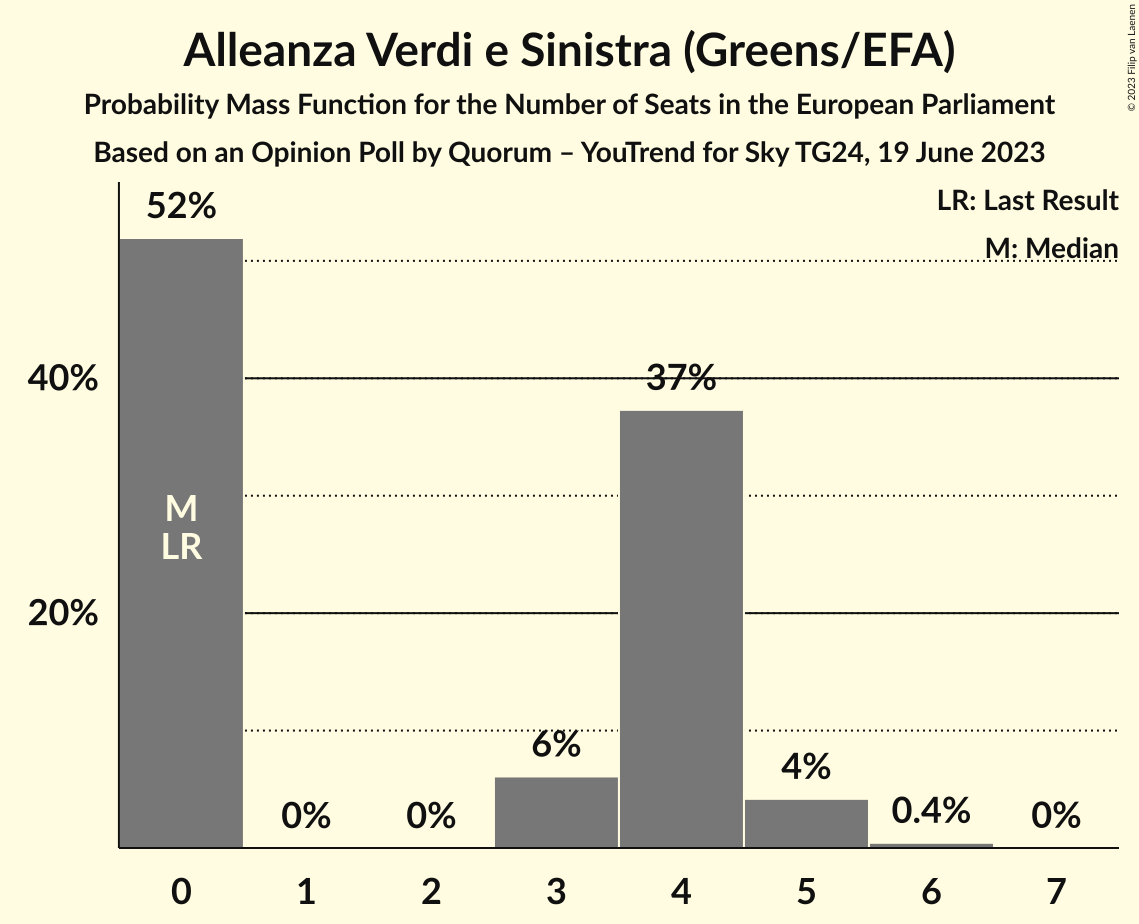 Alleanza Verdi e Sinistra (Greens/EFA)
Probability Mass Function for the Number of Seats in the European Parliament
Based on an Opinion Poll by Quorum – YouTrend for Sky TG24, 19 June 2023
© 2023 Filip van Laenen
LR: Last Result
M: Median
52%
40%
37%
M
LR
20%
6%
4%
0%
0%
0.4%
0%
0 1 2 3 4 5 6 7